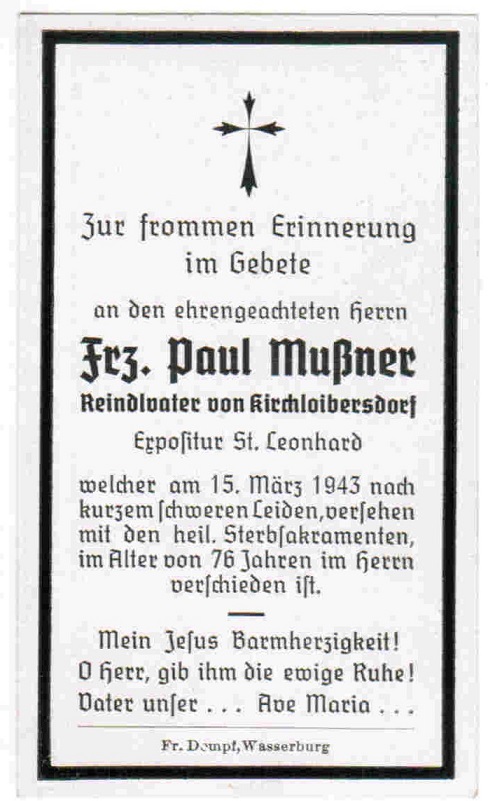 Zur frommen Erinnerung
im Gebete
an den ehrengeachteten Herrn
Frz. Paul Mußner
Reindlvater von Kirchloibersdorf
Expositur St. Leonhard
welcher am 15. März 1943 nach
kurzem schweren Leiden, versehen
mit den heil. Sterbsakramenten,
im Alter von 76 Jahren im Herrn
verschieden ist.
Mein Jesus Barmherzigkeit!
O Herr, gib ihm die ewige Ruhe!
Vater unser . . . Ave Maria . . .
Fr. Dempf, Wasserburg